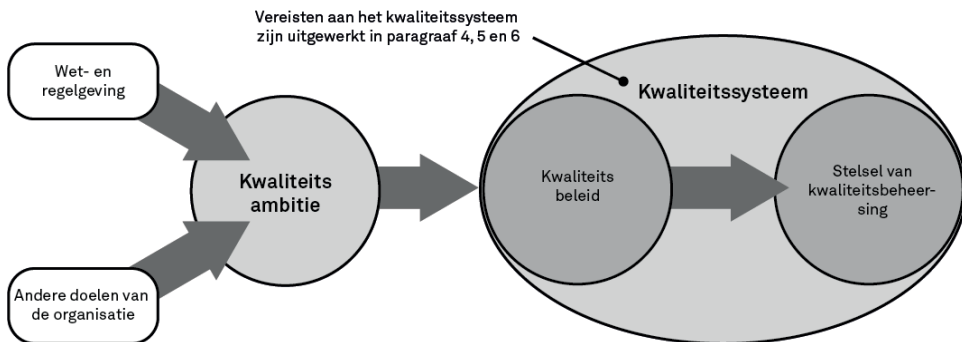 Vereisten aan het kwaliteitssysteem
zijn uitgewerkt in paragraaf 4, 5 en 6
Wet- en
regelgeving
Kwaliteitssysteem
Kwaliteits
ambitie
Kwaliteits
beleid
Stelsel van
kwaliteitsbeheer-
sing
Andere doelen van
de organisatie